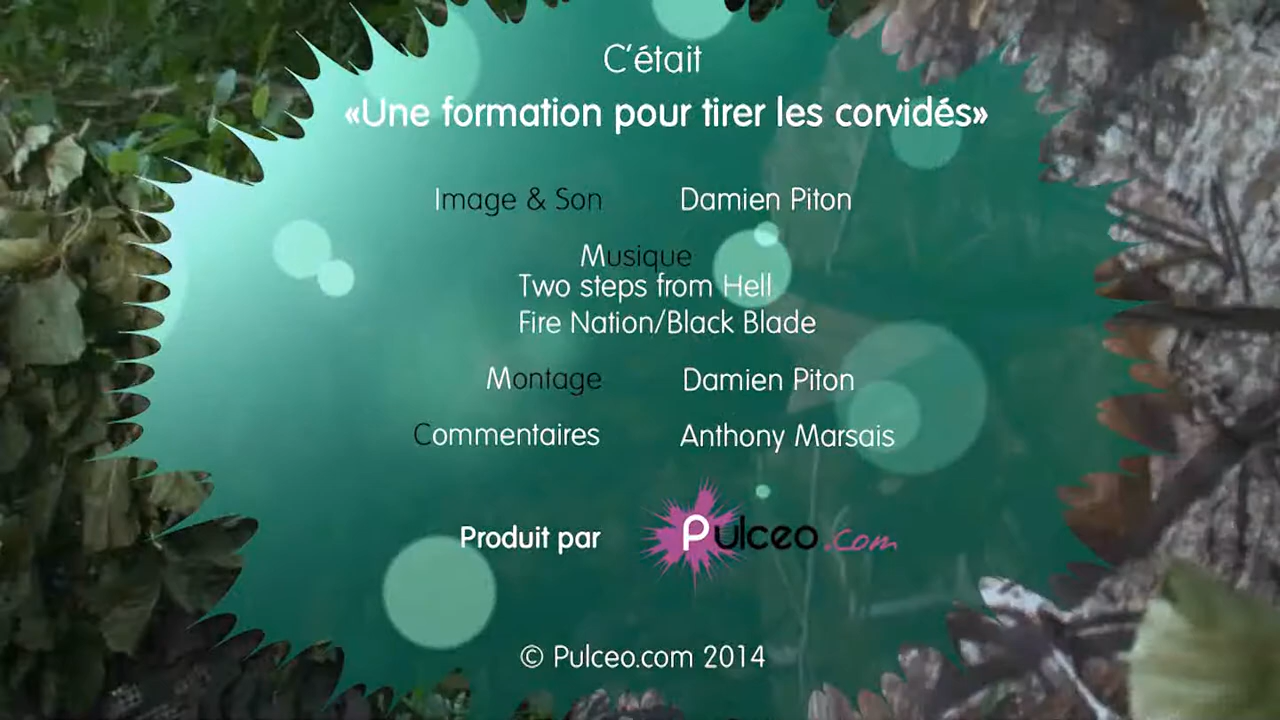 C'était
«Une formation pour tirer les corvidés»
Image & Son Damien Piton
Musique
Two steps from Hell
Fire Nation/Black Blade
Montage Damien Piton
Commentaires Anthony Marsais
Produit par Pulceo.com
© Pulceo.com 2014